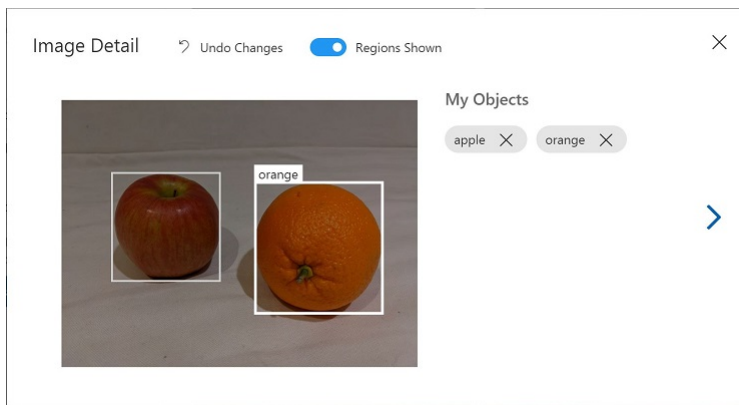 Image Detail
Undo Changes
Regions Shown
My Objects
apple
orange
orange